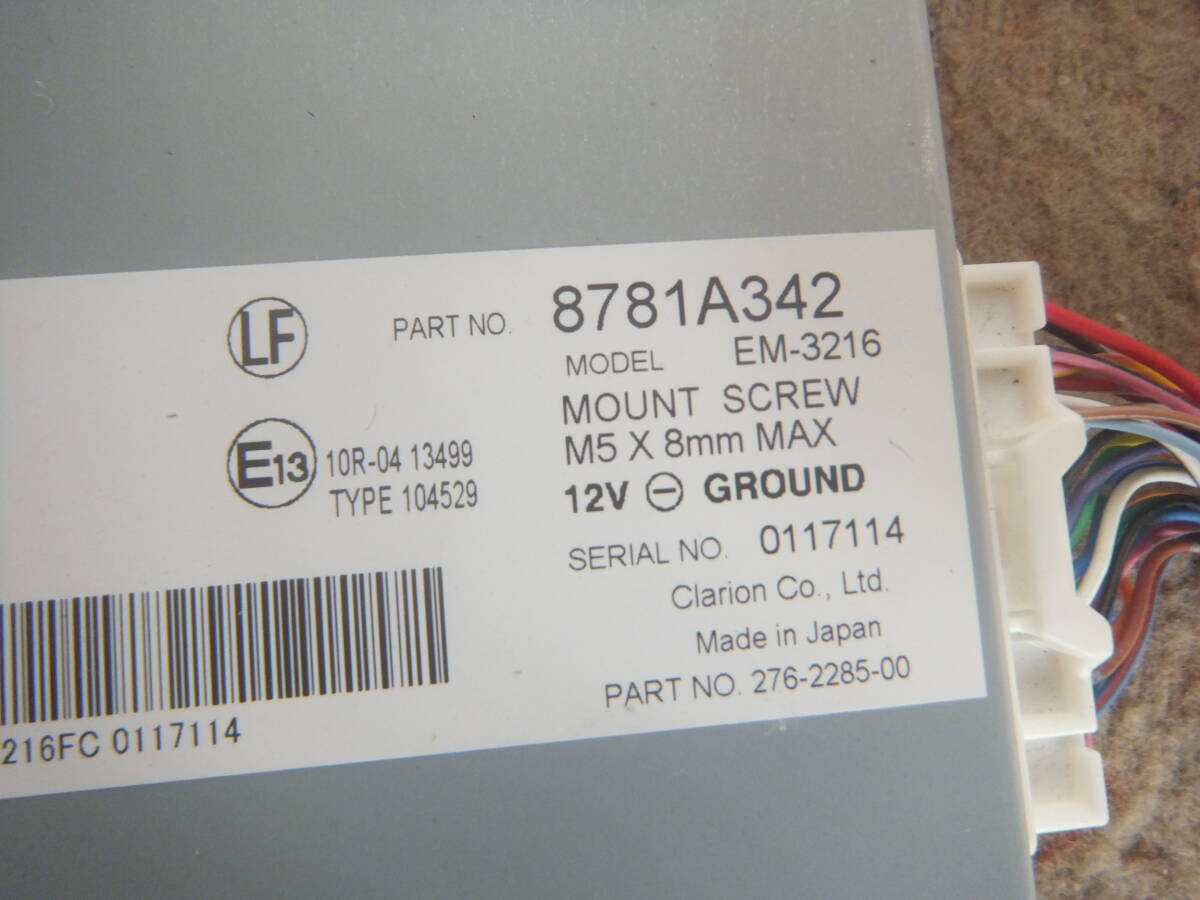 LF
PART NO. 8781A342
MODEL EM-3216
MOUNT SCREW
M5 X 8mm MAX
12V ⊖ GROUND
E13 10R-04 13499
TYPE 104529
SERIAL NO. 0117114
Clarion Co., Ltd.
Made in Japan
PART NO. 276-2285-00
216FC 0117114